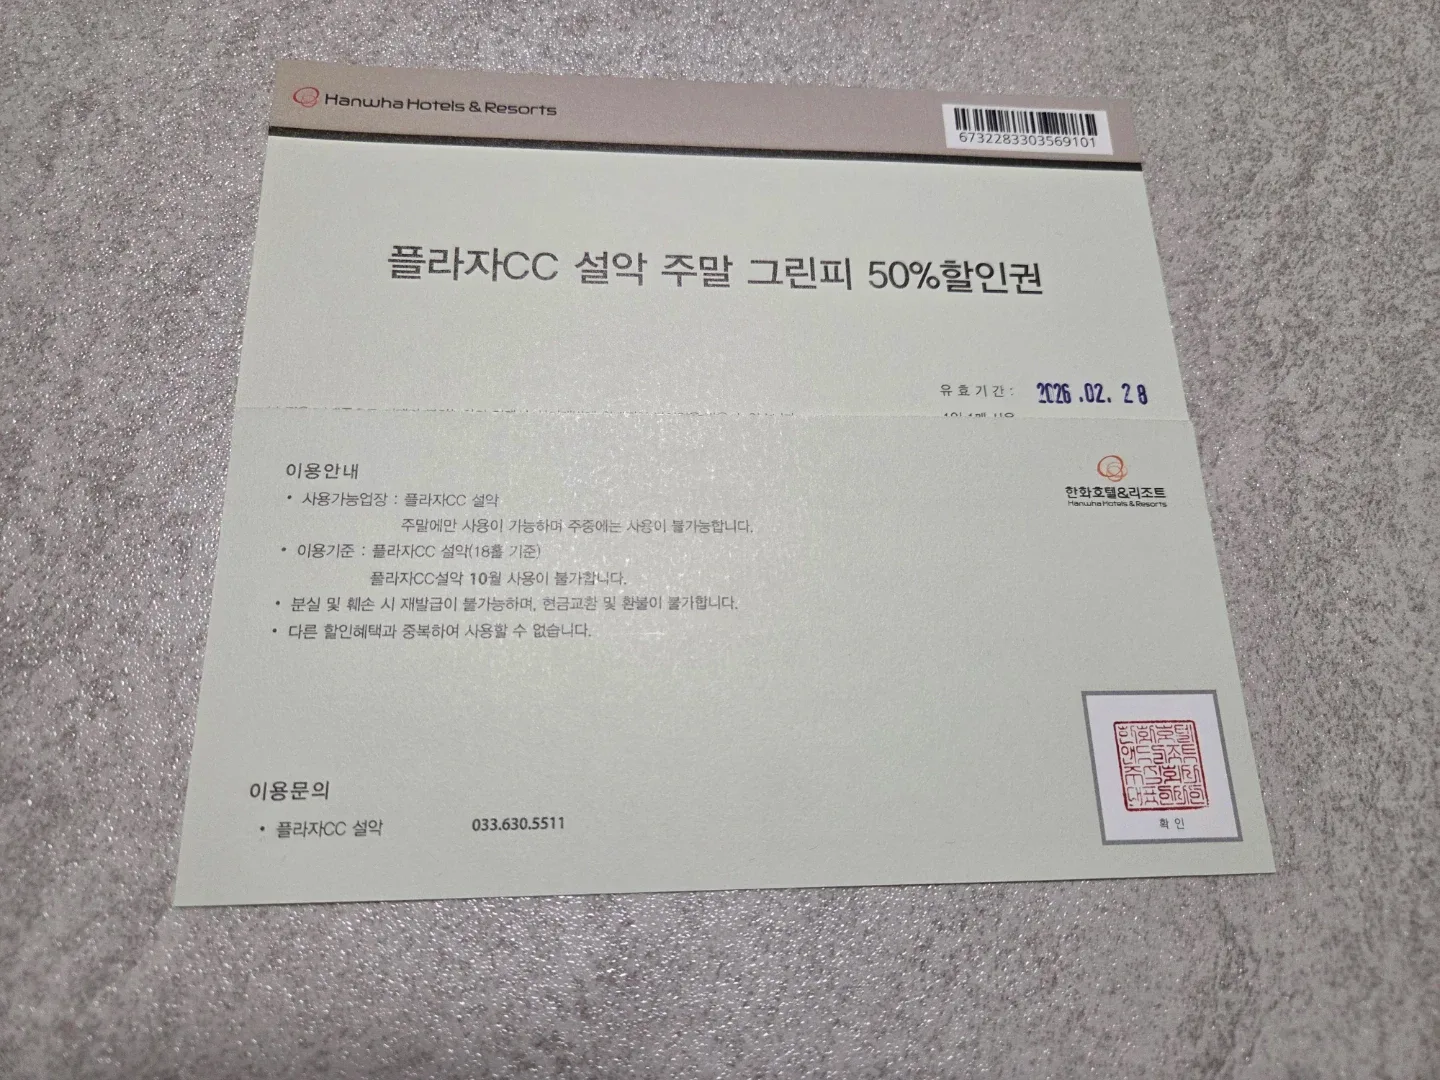 Hanwha Hotels & Resorts
6732283303569101
플라자CC 설악 주말 그린피 50%할인권
유효기간 : 2026.02.28
이용안내
한화호텔&리조트
Hanwha Hotels & Resorts
• 사용가능업장 : 플라자CC 설악
주말에만 사용이 가능하며 주중에는 사용이 불가능합니다.
• 이용기준 : 플라자CC 설악(18홀 기준)
플라자CC설악 10월 사용이 불가합니다.
• 분실 및 훼손 시 재발급이 불가능하며, 현금교환 및 환불이 불가합니다.
• 다른 할인혜택과 중복하여 사용할 수 없습니다.
이용문의
• 플라자CC 설악 033.630.5511
확 인